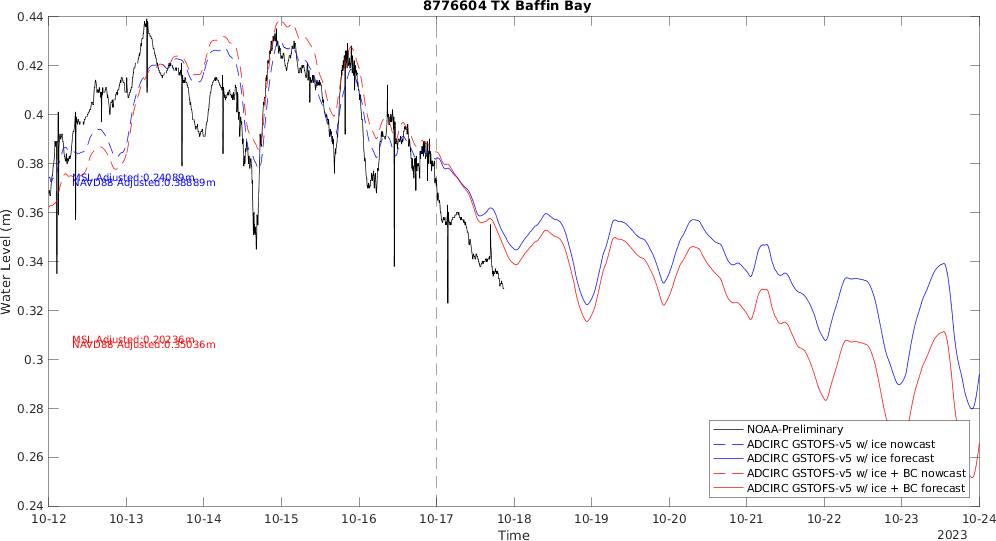 8776604 TX Baffin Bay
0.44
0.42
0.4
0.38
0.36
0.34
0.32
0.3
0.28
0.26
0.24
Water Level (m)
MSL Adjusted:0.24089m
NAVD88 Adjusted:0.38889m
MSL Adjusted:0.20236m
NAVD88 Adjusted:0.35036m
NOAA-Preliminary
ADCIRC GSTOFS-v5 w/ ice nowcast
ADCIRC GSTOFS-v5 w/ ice forecast
ADCIRC GSTOFS-v5 w/ ice + BC nowcast
ADCIRC GSTOFS-v5 w/ ice + BC forecast
10-12 10-13 10-14 10-15 10-16 10-17 10-18 10-19 10-20 10-21 10-22 10-23 10-24
Time
2023